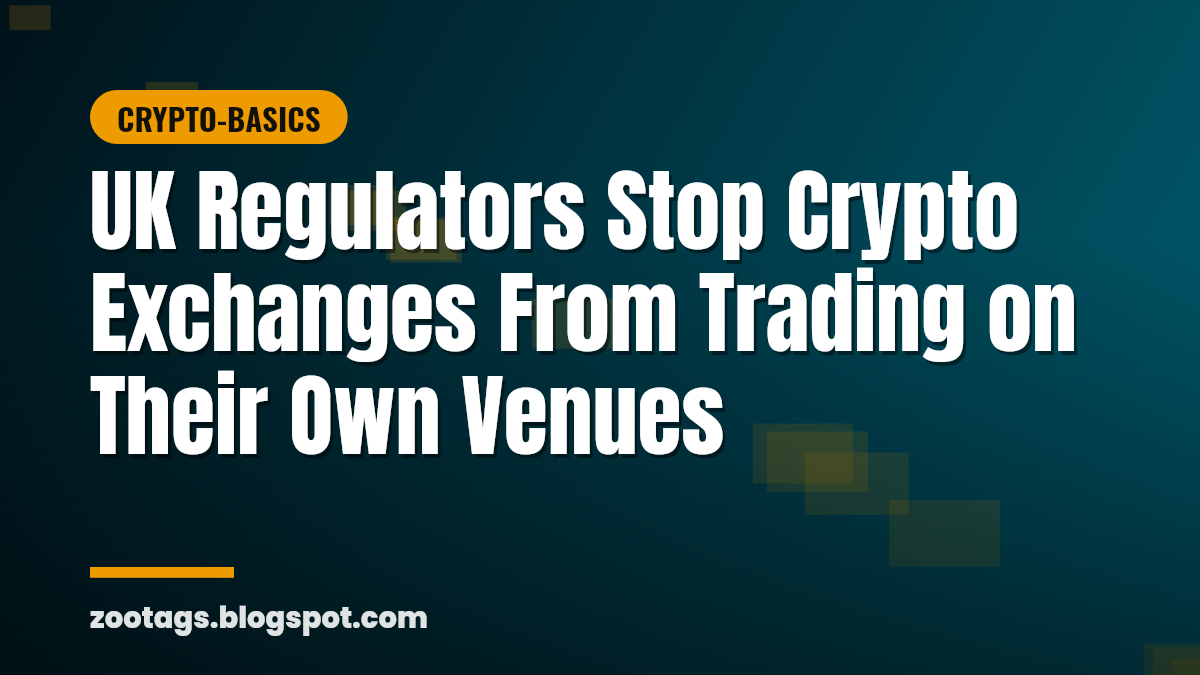 CRYPTO-BASICS
UK Regulators Stop Crypto
Exchanges From Trading on
Their Own Venues
zootags.blogspot.com